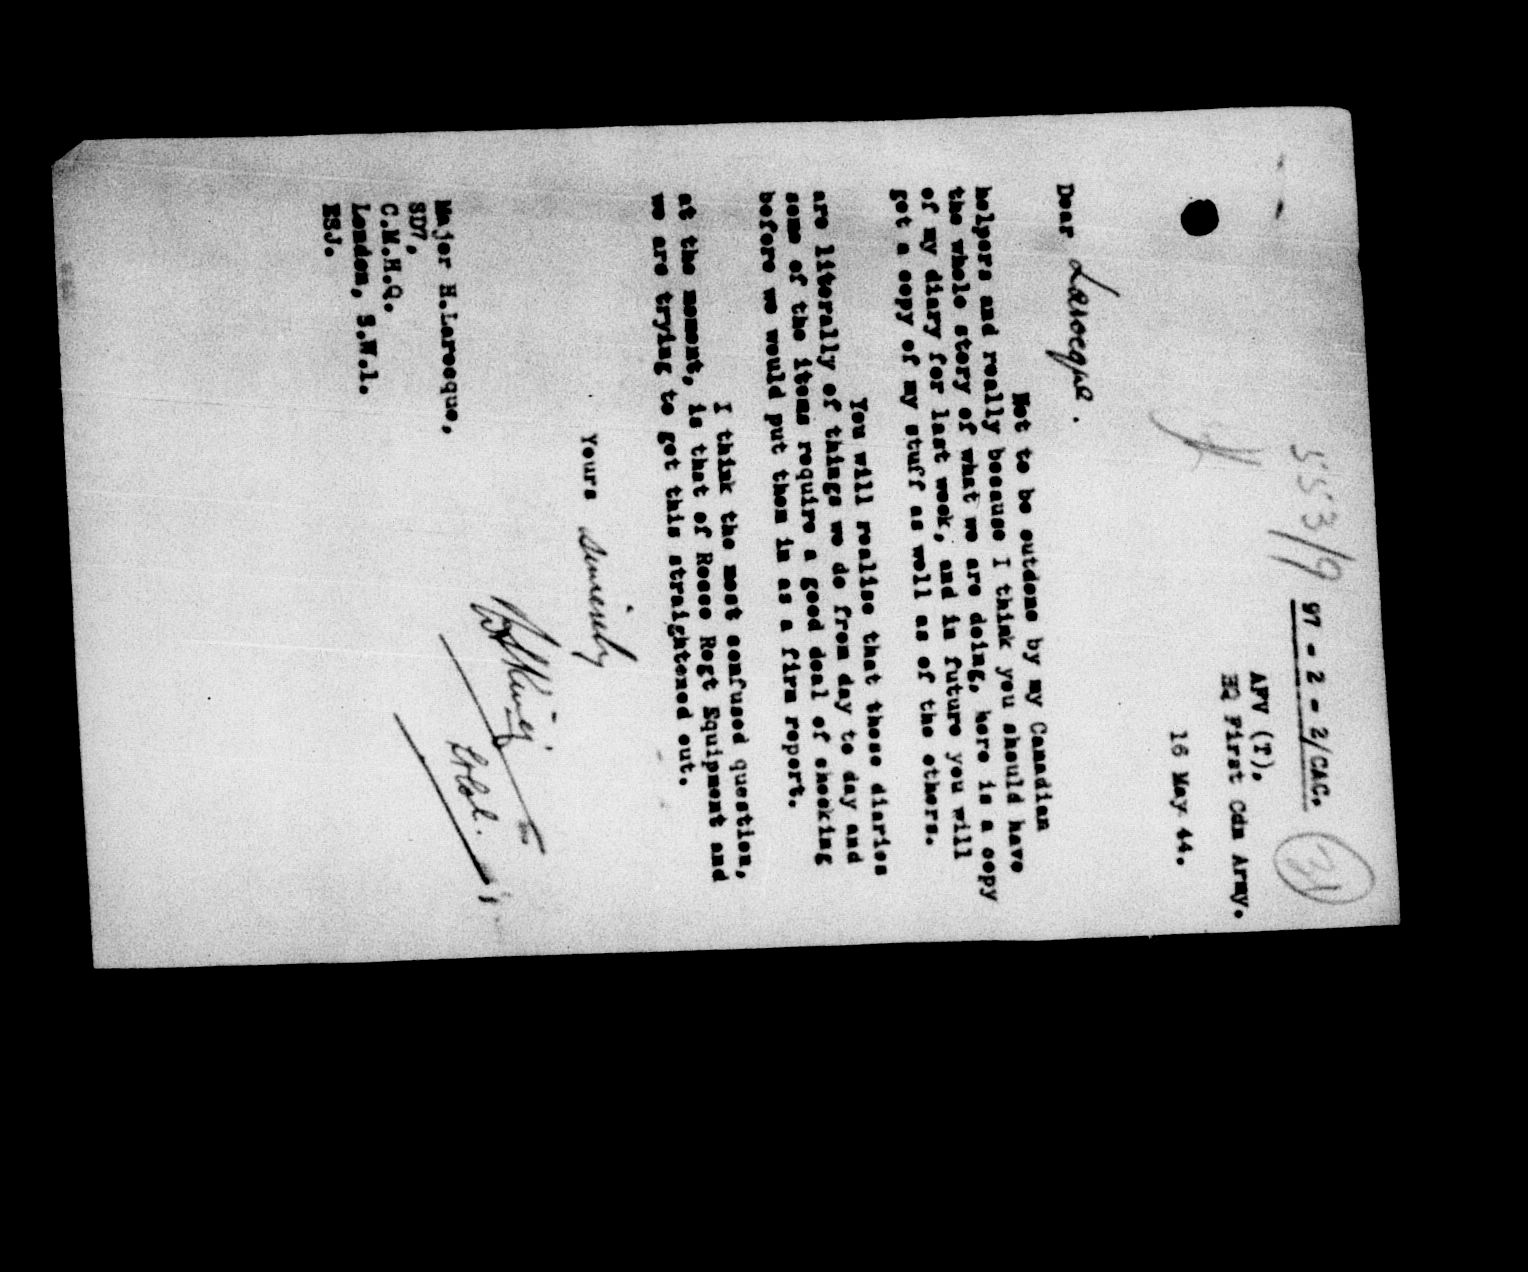 553/9
97 - 2 - 2/CAC.
31
AFV (T),
HQ First Cdn Army.
16 May 44.
Dear Larocque.
Not to be outdone by my Canadian
helpers and really because I think you should have
the whole story of what we are doing, here is a copy
of my diary for last week, and in future you will
get a copy of my stuff as well as of the others.
You will realise that these diaries
are literally of things we do from day to day and
some of the items require a good deal of checking
before we would put them in as a firm report.
I think the most confused question,
at the moment, is that of Recce Regt Equipment and
we are trying to get this straightened out.
Yours sincerely
Major H.Larocque,
SD7,
C.M.H.Q.
London, S.W.1.
ESJ.